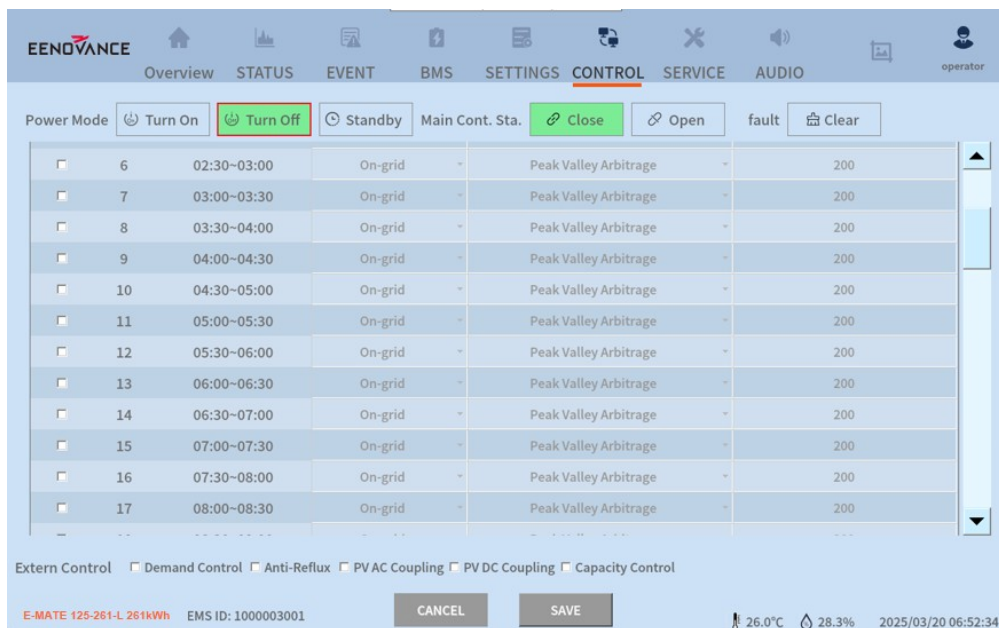 EENOVANCE
Overview STATUS EVENT BMS SETTINGS CONTROL SERVICE AUDIO operator
Power Mode Turn On Turn Off Standby Main Cont. Sta. Close Open fault Clear
6 02:30~03:00 On-grid Peak Valley Arbitrage 200
7 03:00~03:30 On-grid Peak Valley Arbitrage 200
8 03:30~04:00 On-grid Peak Valley Arbitrage 200
9 04:00~04:30 On-grid Peak Valley Arbitrage 200
10 04:30~05:00 On-grid Peak Valley Arbitrage 200
11 05:00~05:30 On-grid Peak Valley Arbitrage 200
12 05:30~06:00 On-grid Peak Valley Arbitrage 200
13 06:00~06:30 On-grid Peak Valley Arbitrage 200
14 06:30~07:00 On-grid Peak Valley Arbitrage 200
15 07:00~07:30 On-grid Peak Valley Arbitrage 200
16 07:30~08:00 On-grid Peak Valley Arbitrage 200
17 08:00~08:30 On-grid Peak Valley Arbitrage 200
Extern Control Demand Control Anti-Reflux PV AC Coupling PV DC Coupling Capacity Control
CANCEL SAVE
E-MATE 125-261-L 261kWh EMS ID: 1000003001 26.0°C 28.3% 2025/03/20 06:52:34